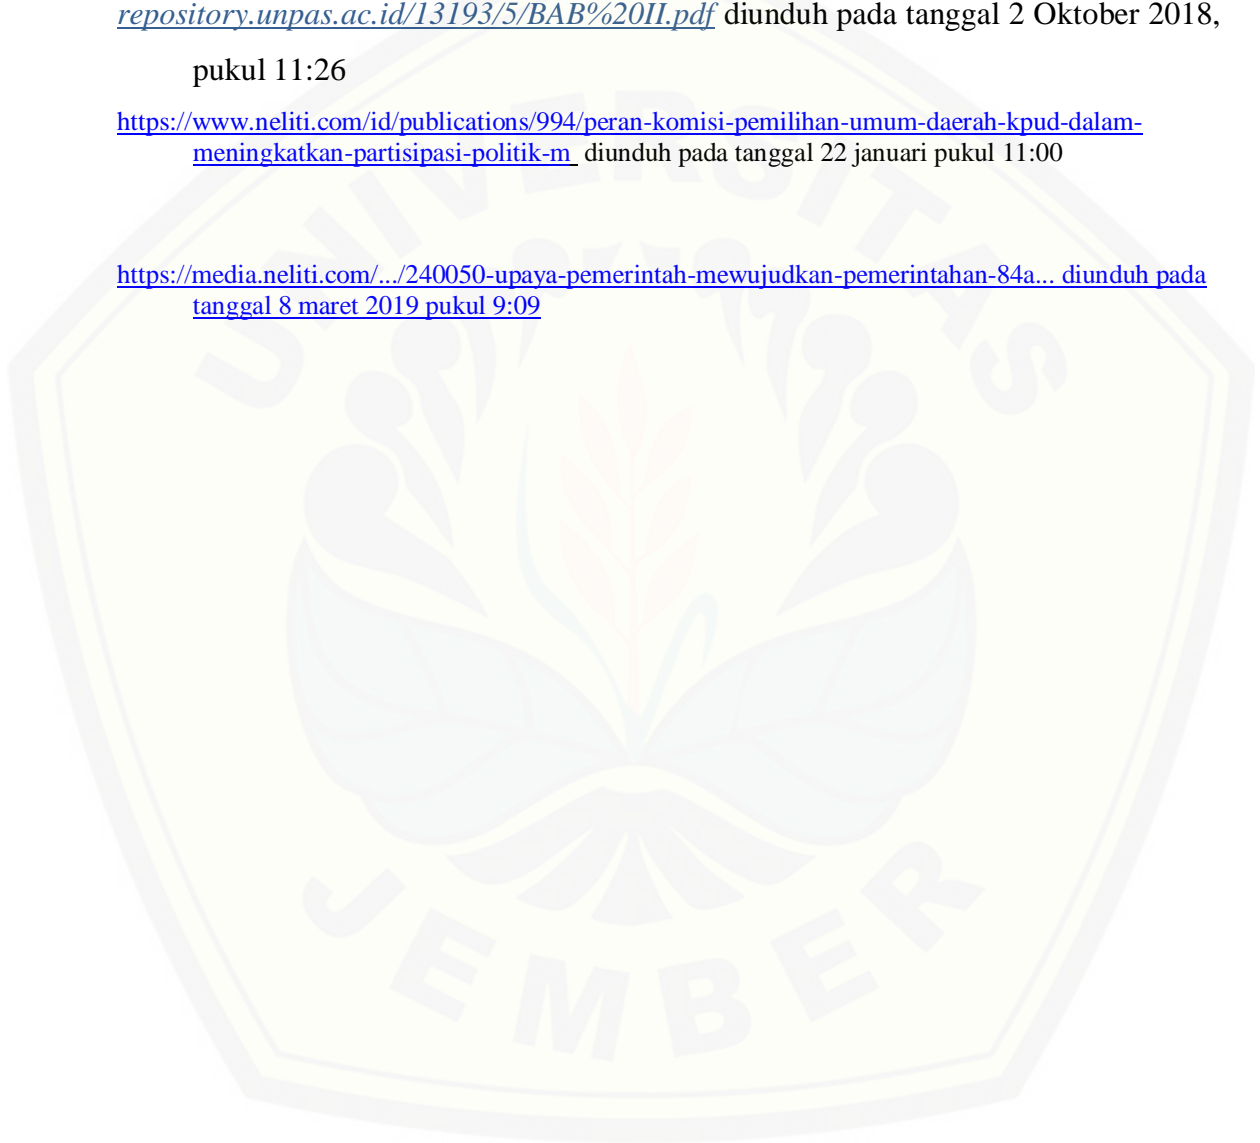 repository.unpas.ac.id/13193/5/BAB%20II.pdf diunduh pada tanggal 2 Oktober 2018,
pukul 11:26
https://www.neliti.com/id/publications/994/peran-komisi-pemilihan-umum-daerah-kpud-dalam-
meningkatkan-partisipasi-politik-m diunduh pada tanggal 22 januari pukul 11:00
https://media.neliti.com/.../240050-upaya-pemerintah-mewujudkan-pemerintahan-84a... diunduh pada
tanggal 8 maret 2019 pukul 9:09
UNIVERSITAS
JEMBER